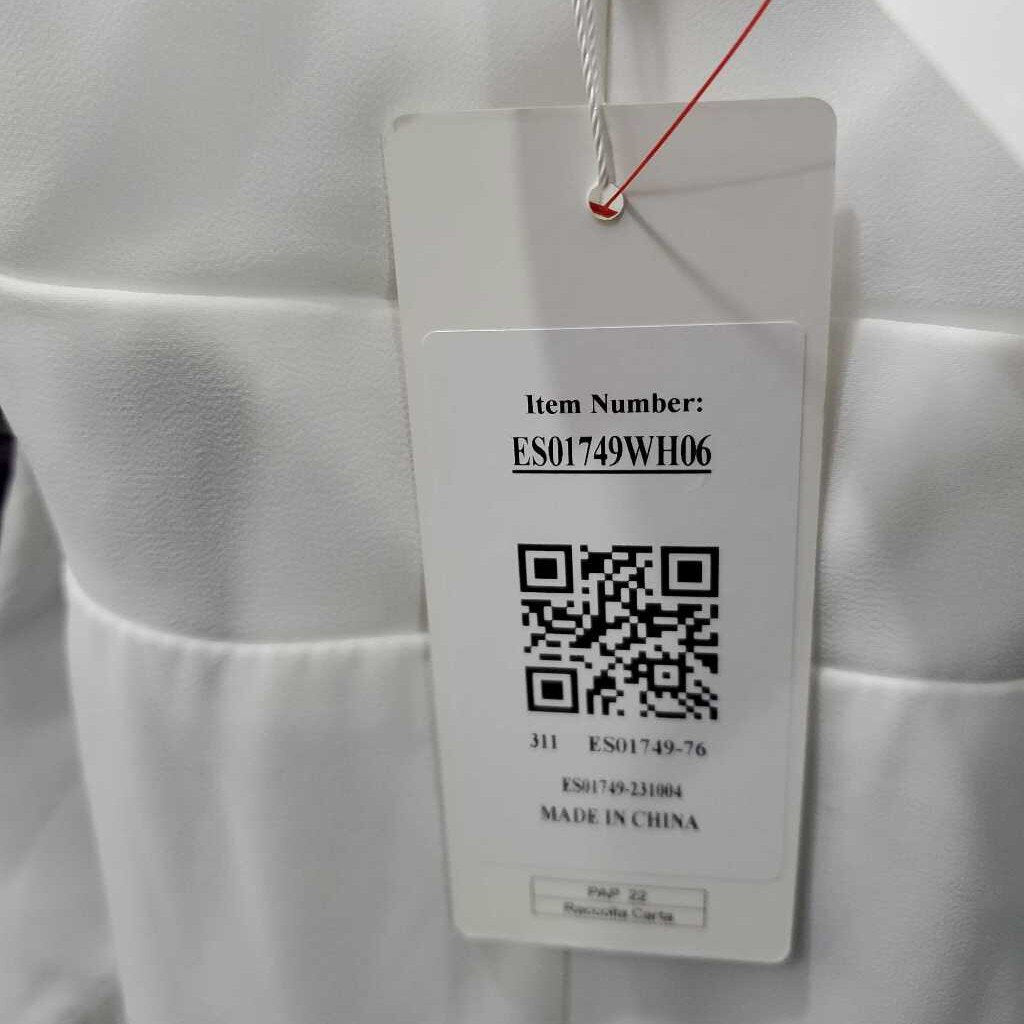 Item Number:
ES01749WH06
311 ES01749-76
ES01749-231004
MADE IN CHINA
PAP 22
Raccolta Carta